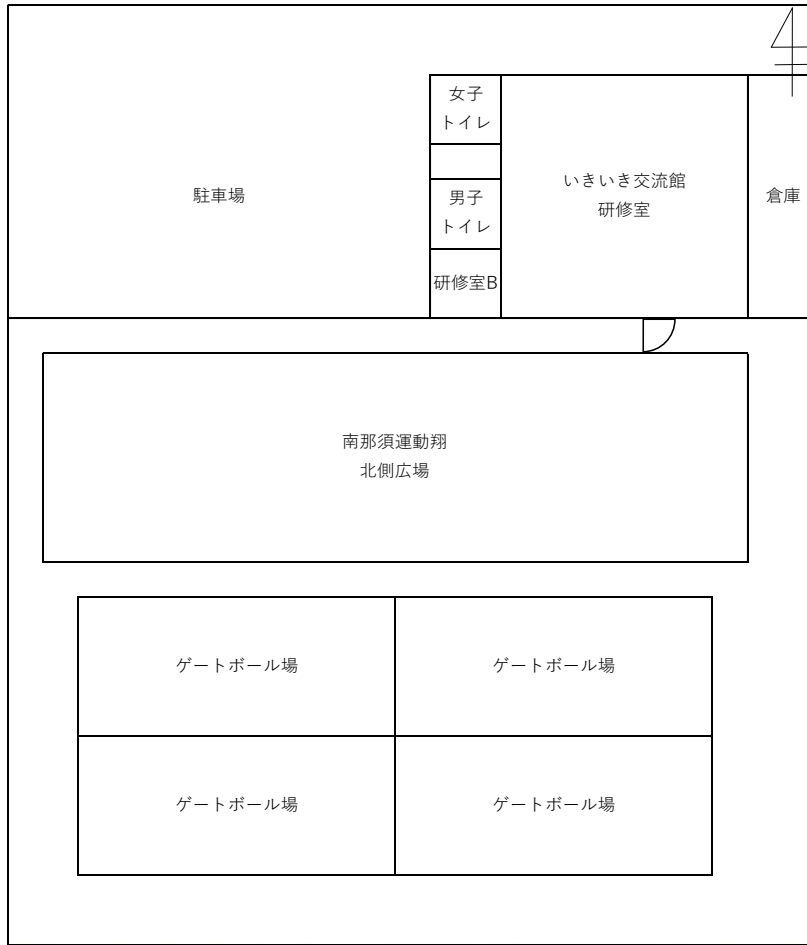 女子
トイレ
駐車場
男子
トイレ
いきいき交流館
研修室
倉庫
研修室B
南那須運動翔
北側広場
ゲートボール場
ゲートボール場
ゲートボール場
ゲートボール場